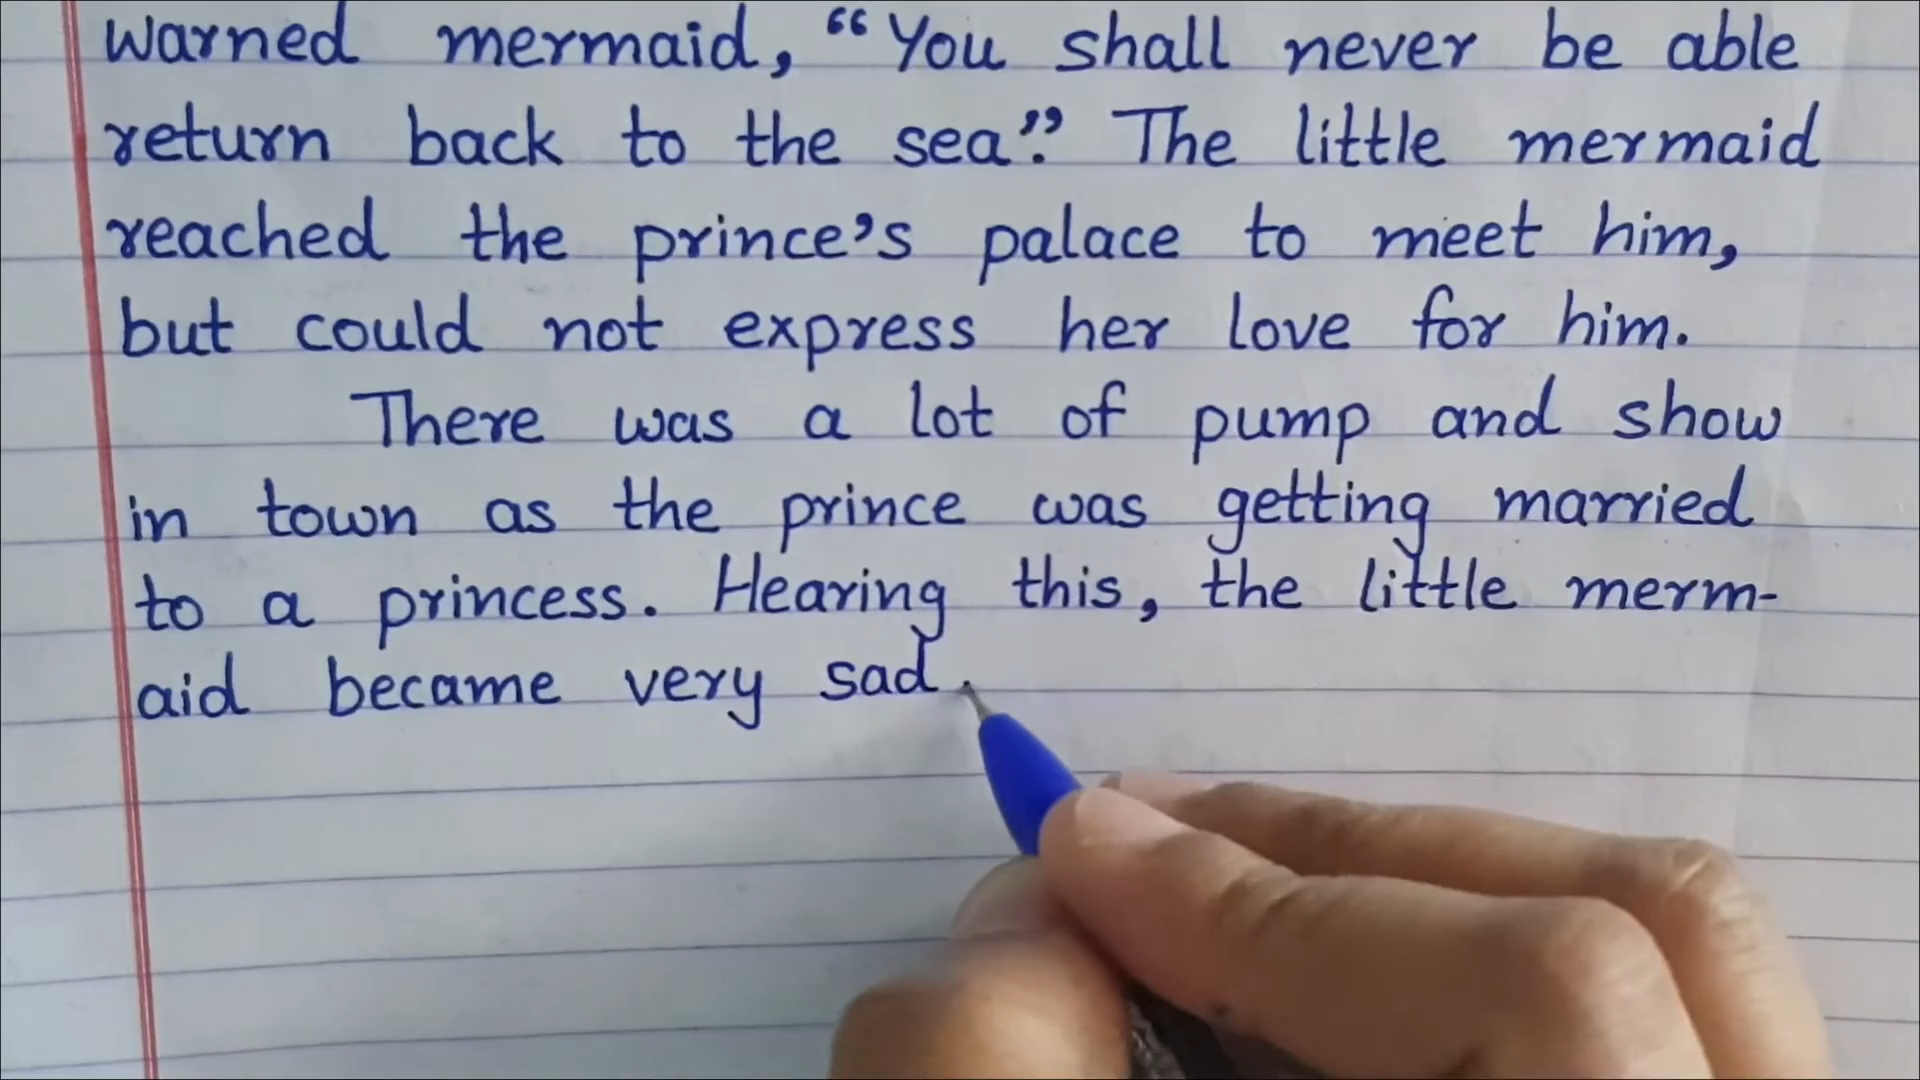 warned mermaid, “You shall never be able
return back to the sea”. The little mermaid
reached the prince’s palace to meet him,
but could not express her love for him.
There was a lot of pump and show
in town as the prince was getting married
to a princess. Hearing this, the little merm-
aid became very sad.